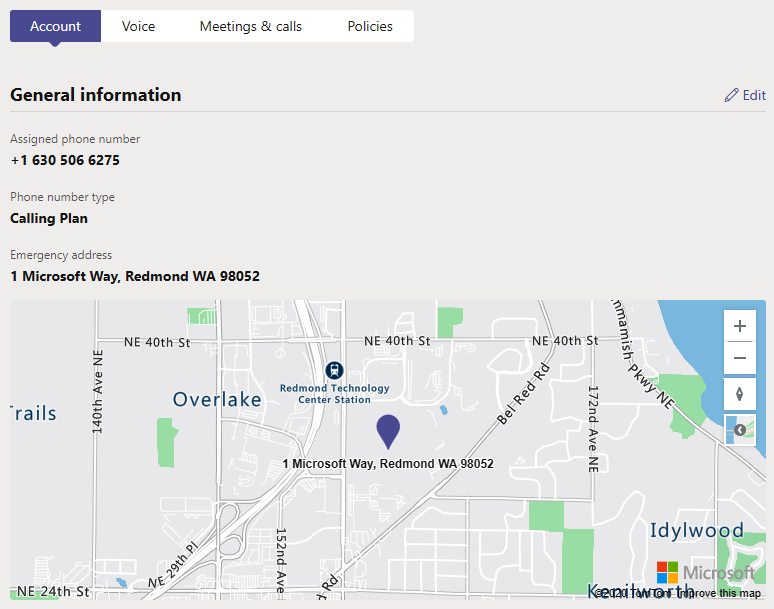 Account Voice Meetings & calls Policies
General information Edit
Assigned phone number
+1 630 506 6275
Phone number type
Calling Plan
Emergency address
1 Microsoft Way, Redmond WA 98052
NE 40th St NE 40th St NE 40th St
mmamish Pkwy NE
140th Ave NE
Redmond Technology
Center Station
Overlake
Trails
Bel Red Rd
172nd Ave NE
1 Microsoft Way, Redmond WA 98052
Idylwood
152nd Ave
NE 29th Pl
Rd
Microsoft
NE 24th St
Kenilworth
©2020 TomTom Improve this map